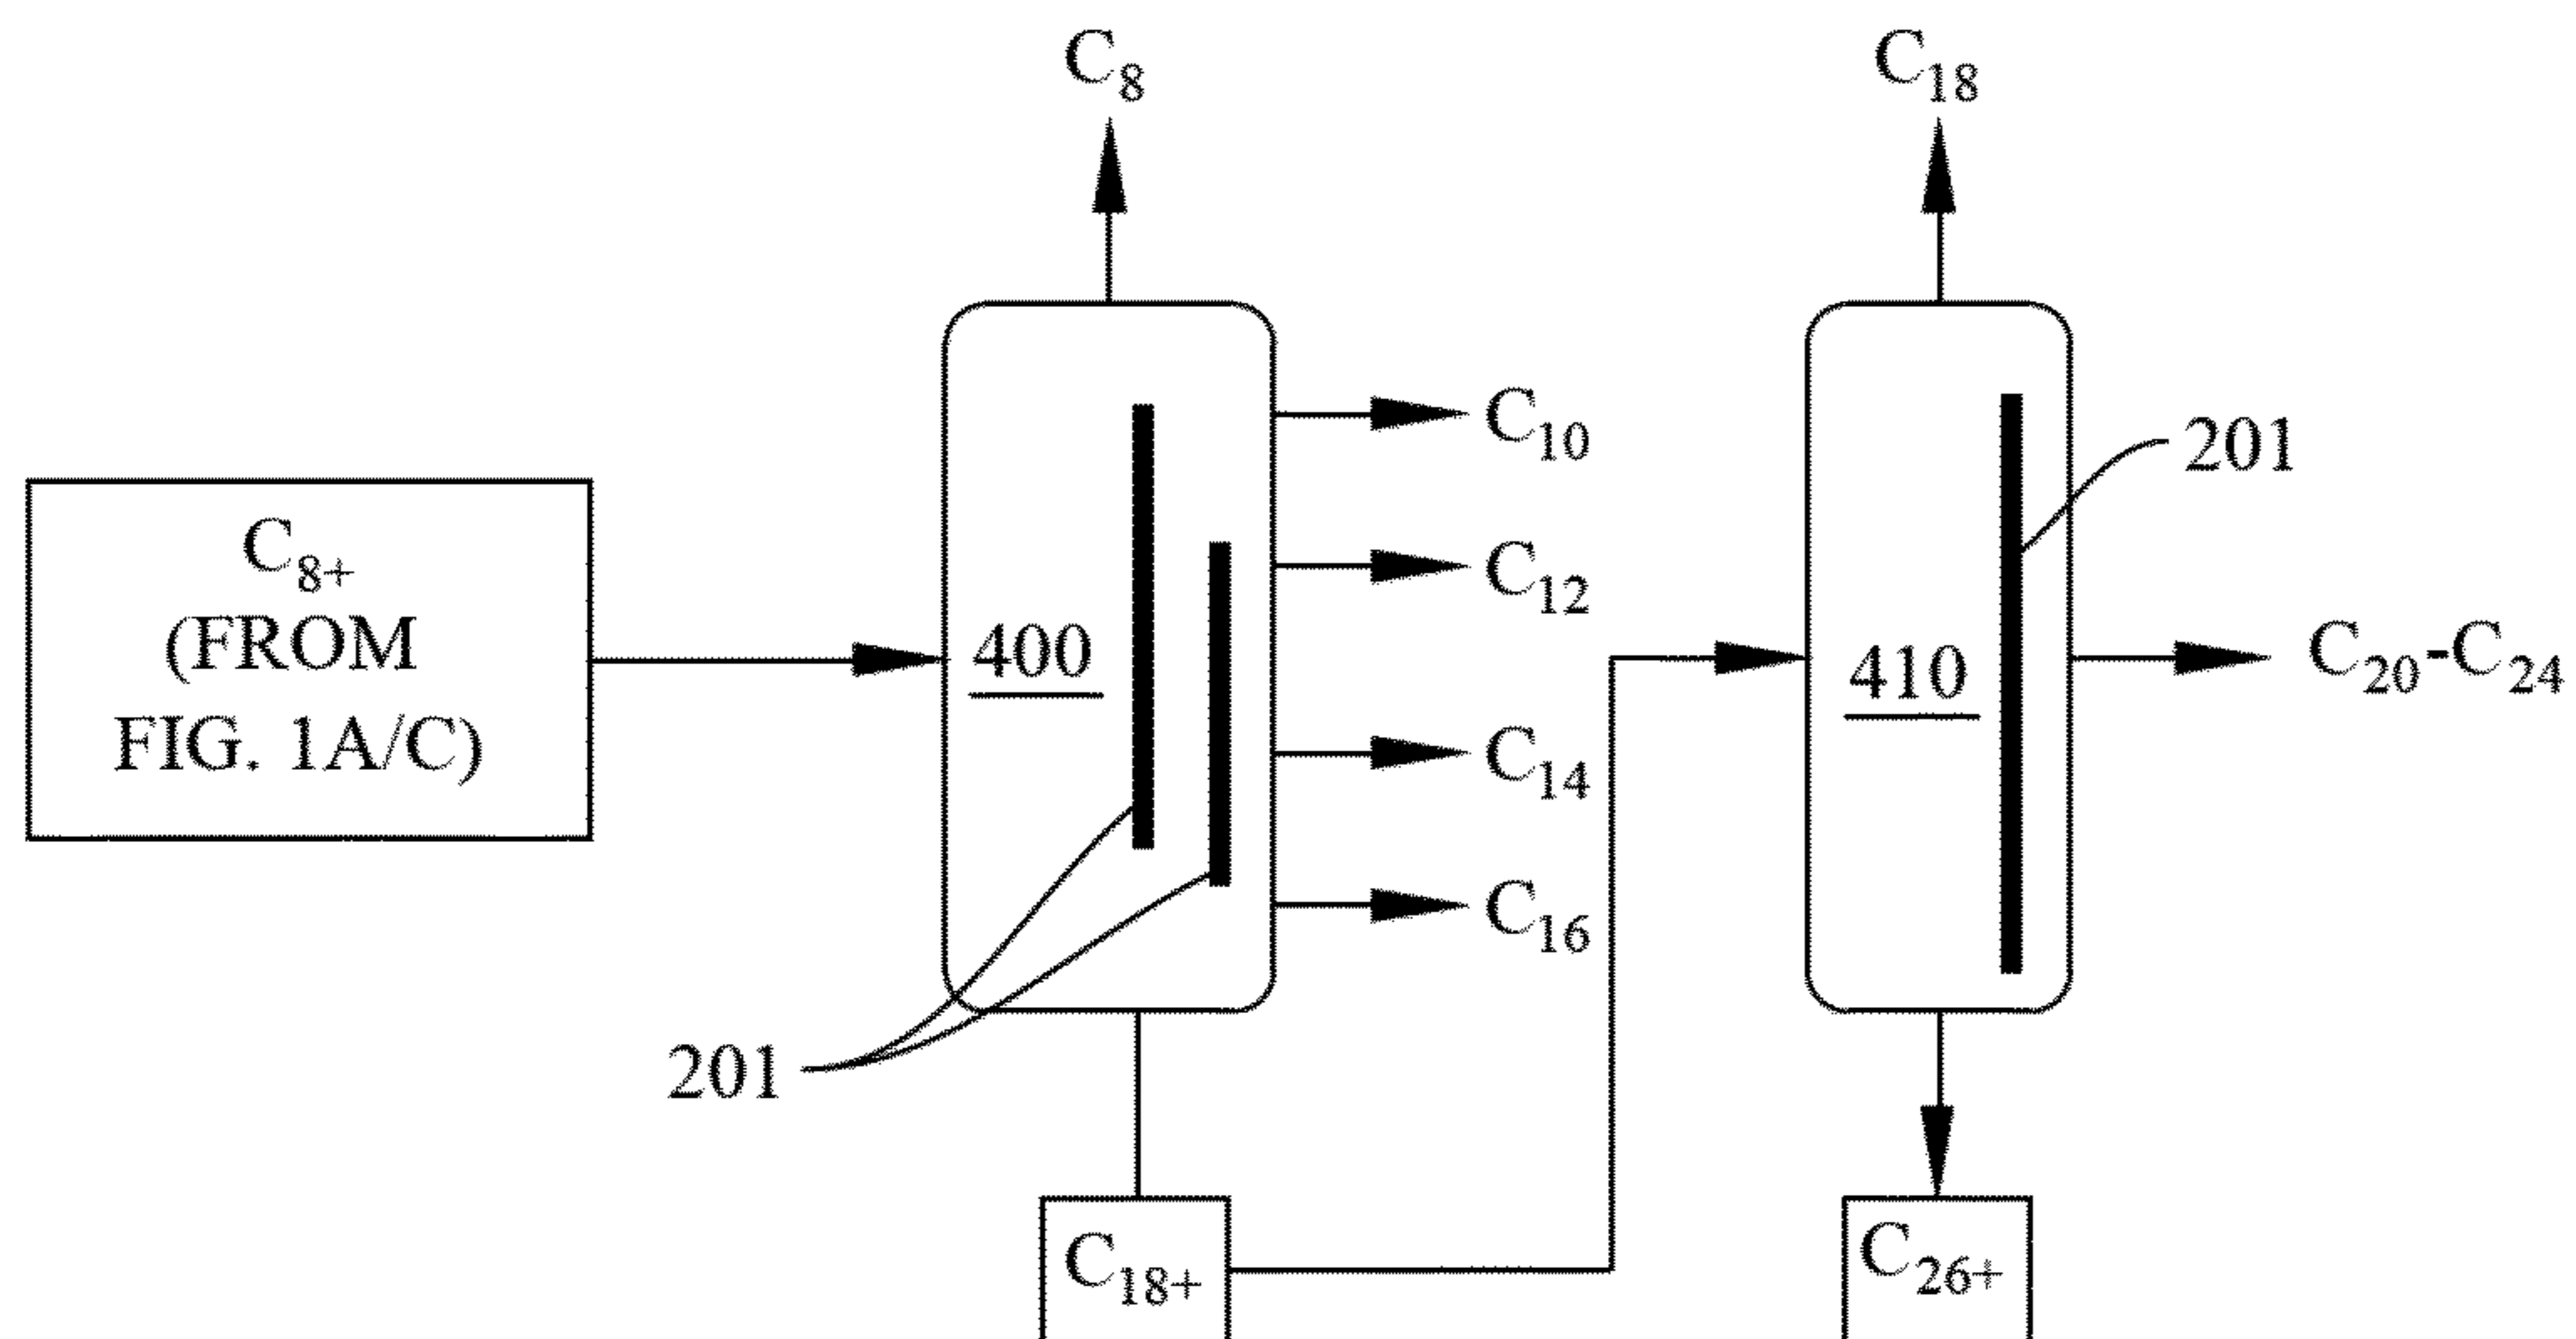 C8
C18
C10
201
C8+
(FROM
FIG. 1A/C)
C12
400
410
C20-C24
C14
C16
201
C18+
C26+